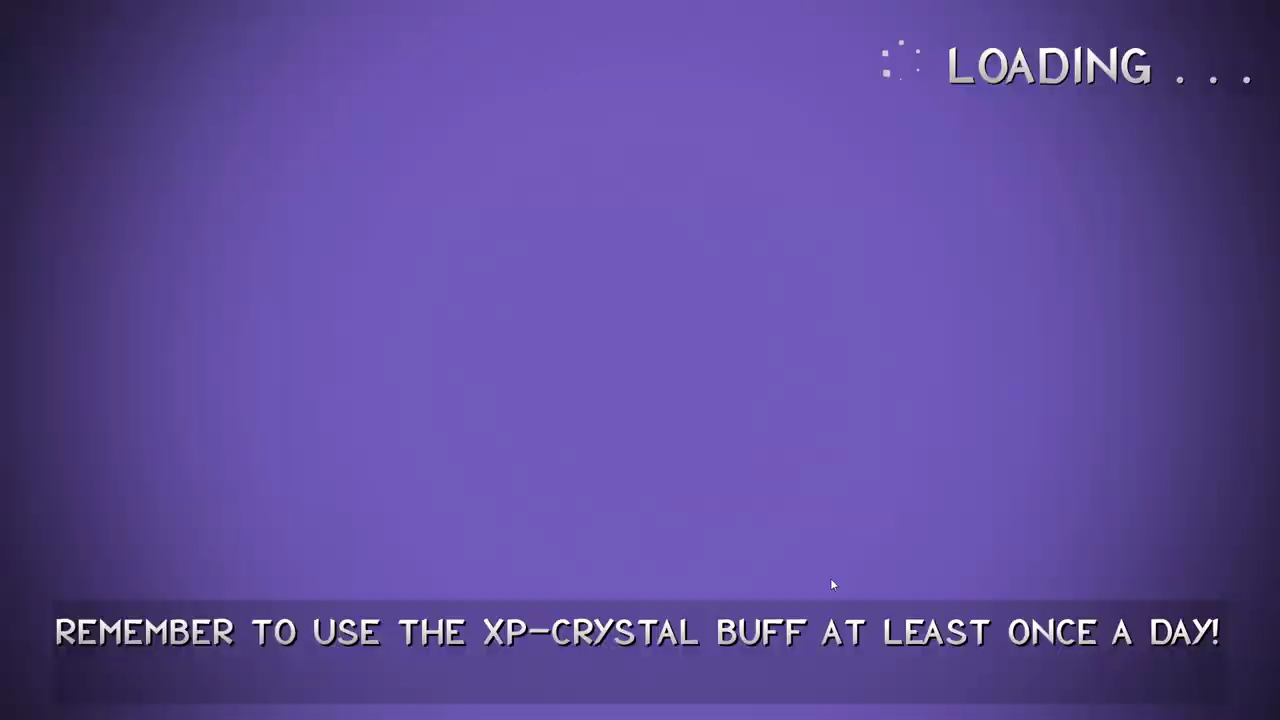 LOADING . . .
REMEMBER TO USE THE XP-CRYSTAL BUFF AT LEAST ONCE A DAY!